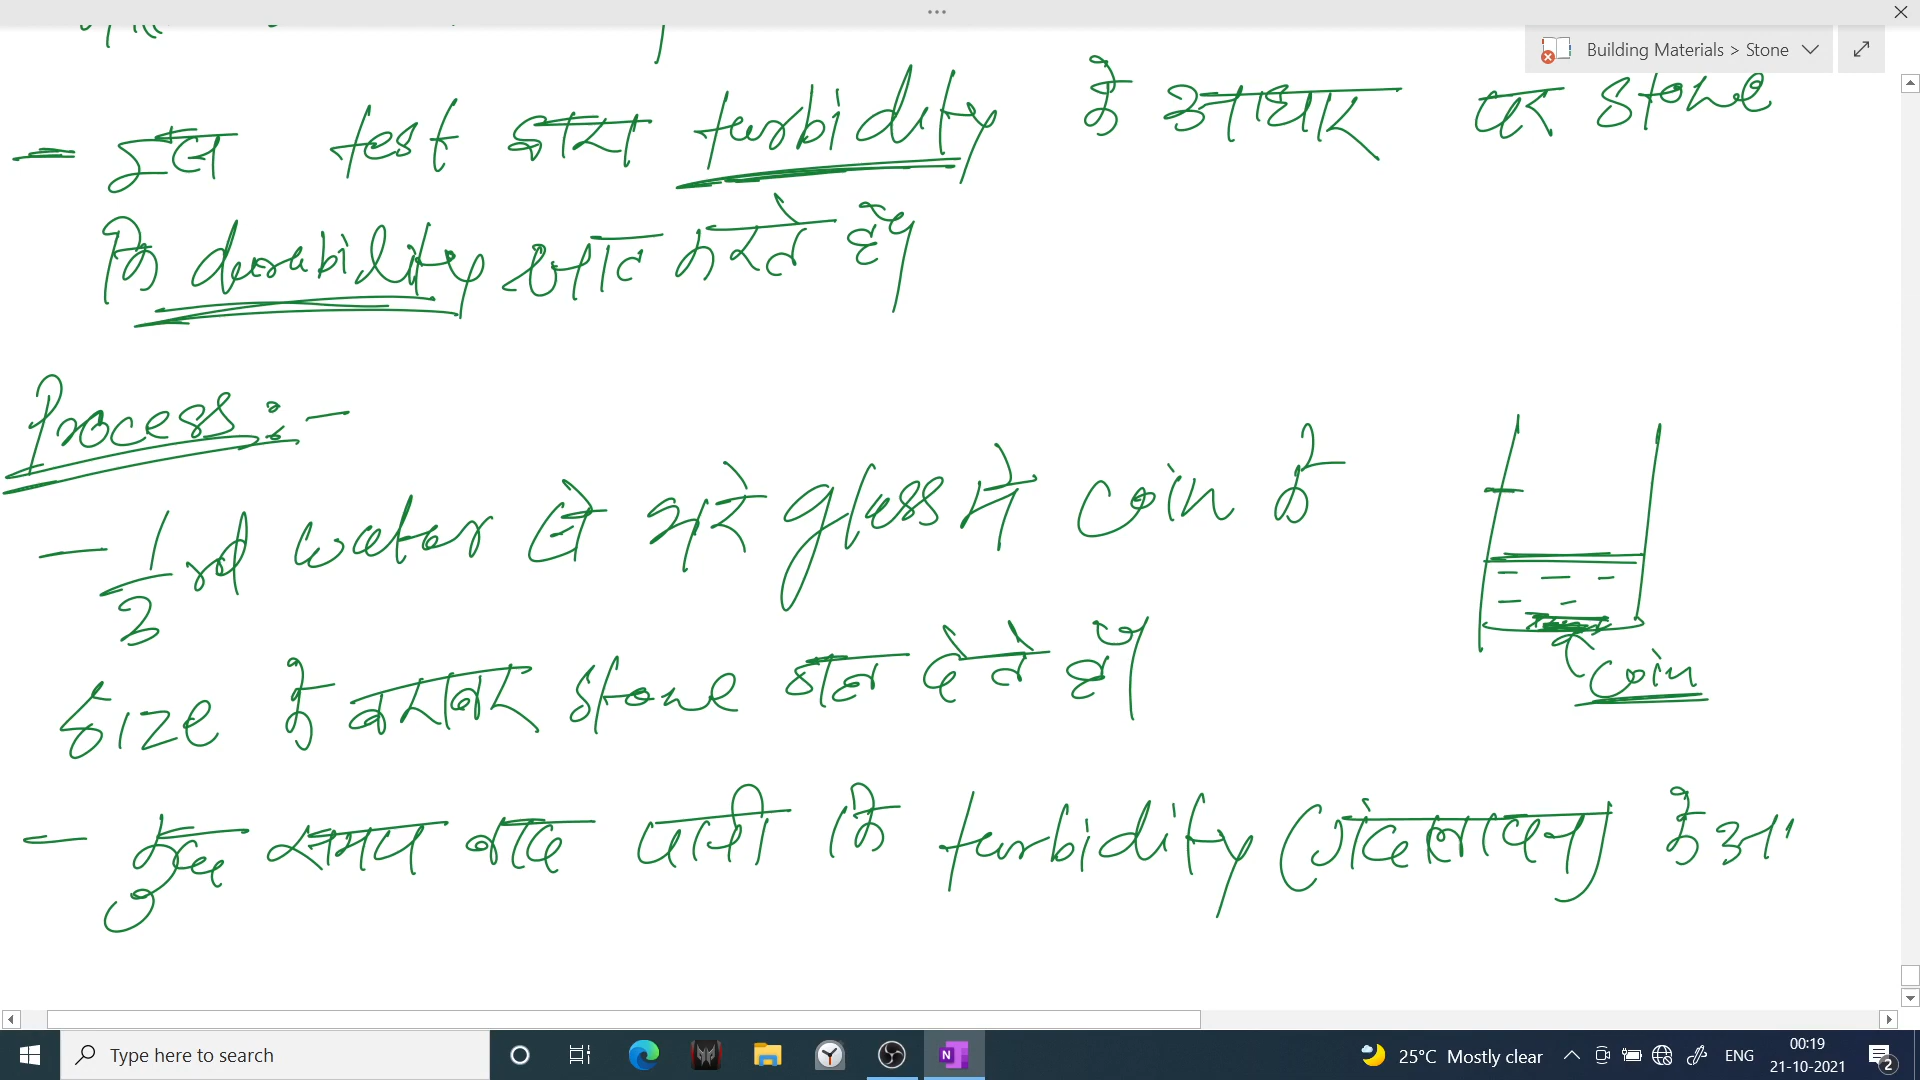 Building Materials > Stone
- इस test द्वारा turbidity के आधार पर stone
कि durability ज्ञात करते हैं।
Process :-
- 1/3 rd water से भरे glass में coin के
size के बराबर stone डाल देते हैं।
coin
- कुछ समय बाद पानी कि turbidity (गंदलापन) के आ
Type here to search
25°C Mostly clear
ENG
00:19
21-10-2021
2